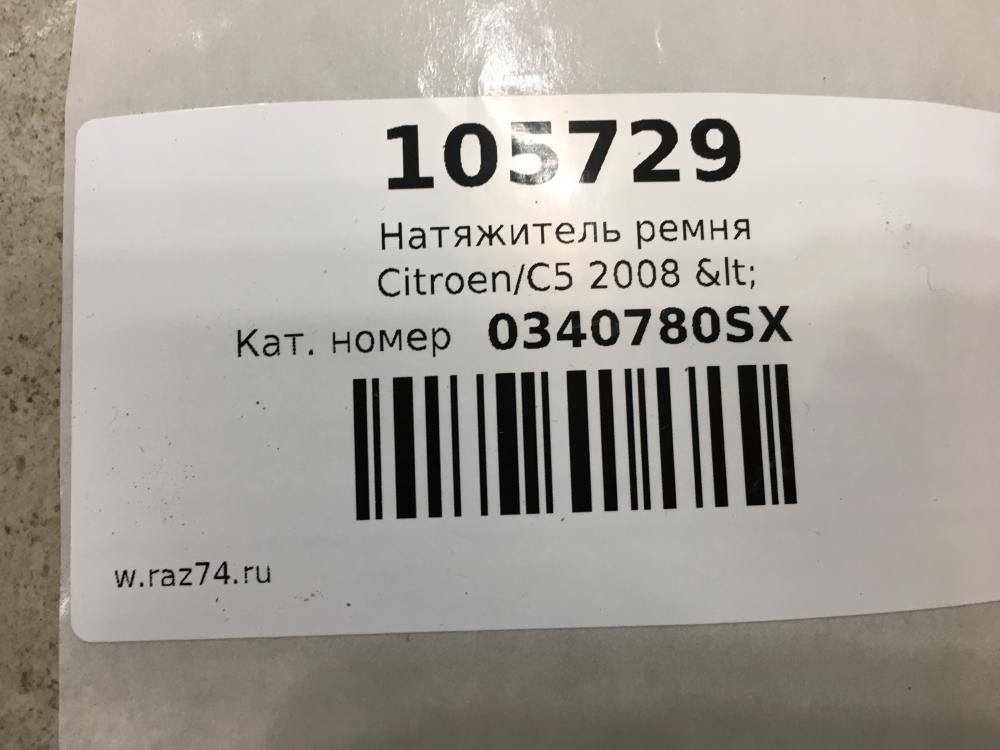 105729
Натяжитель ремня
Citroen/C5 2008 &lt;
Кат. номер 0340780SX
w.raz74.ru